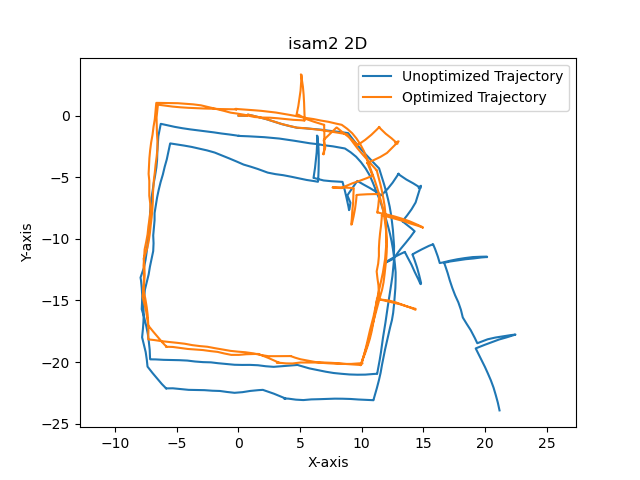 isam2 2D
Unoptimized Trajectory
Optimized Trajectory
Y-axis
0
−5
−10
−15
−20
−25
−10
−5
0
5
10
15
20
25
X-axis